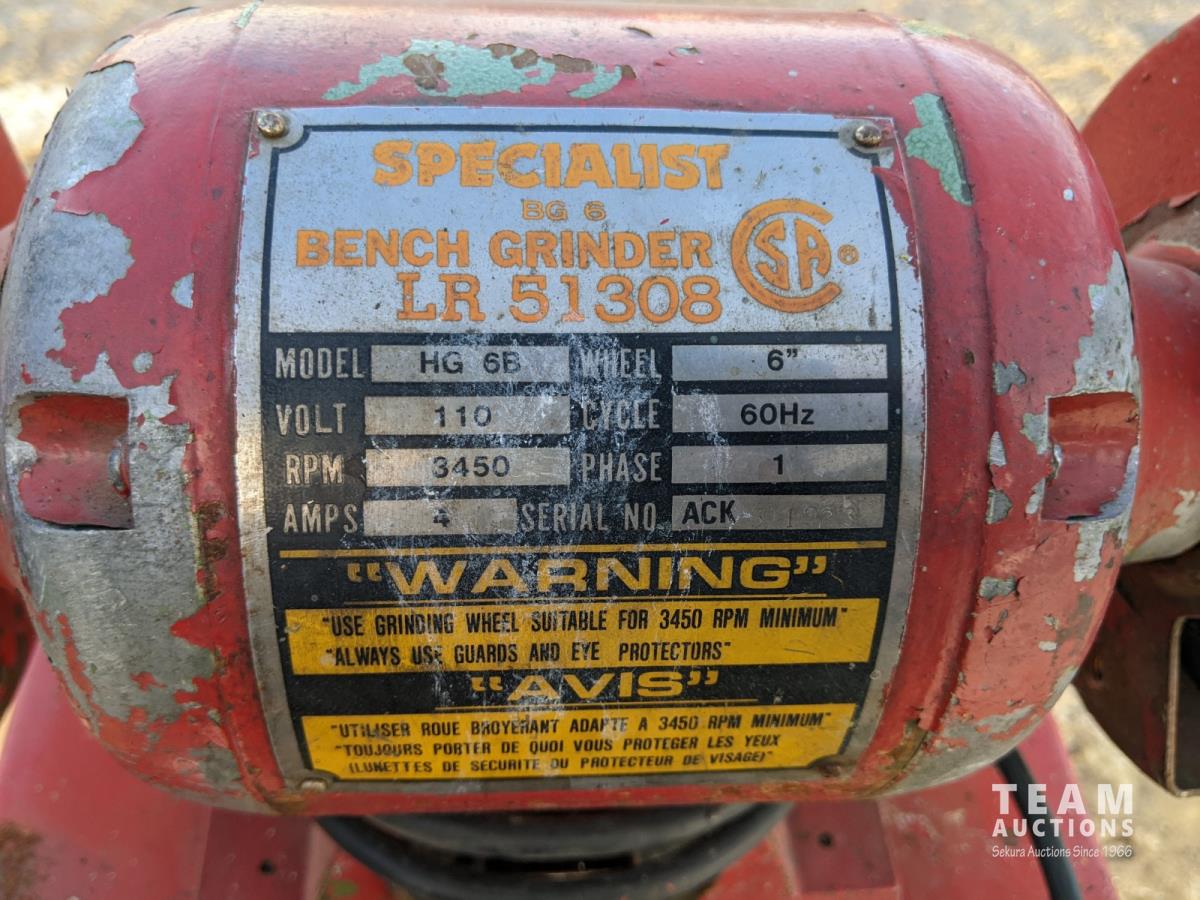 SPECIALIST
BG 6
BENCH GRINDER
LR 51308
CSA ®
MODEL HG 6B WHEEL 6”
VOLT 110 CYCLE 60Hz
RPM 3450 PHASE 1
AMPS 4 SERIAL NO ACK
“WARNING”
"USE GRINDING WHEEL SUITABLE FOR 3450 RPM MINIMUM"
"ALWAYS USE GUARDS AND EYE PROTECTORS"
“AVIS”
"UTILISER ROUE BROYERANT ADAPTE A 3450 RPM MINIMUM"
"TOUJOURS PORTER DE QUOI VOUS PROTEGER LES YEUX
(LUNETTES DE SECURITE OU PROTECTEUR DE VISAGE)"
TEAM
AUCTIONS
Sekura Auctions Since 1966